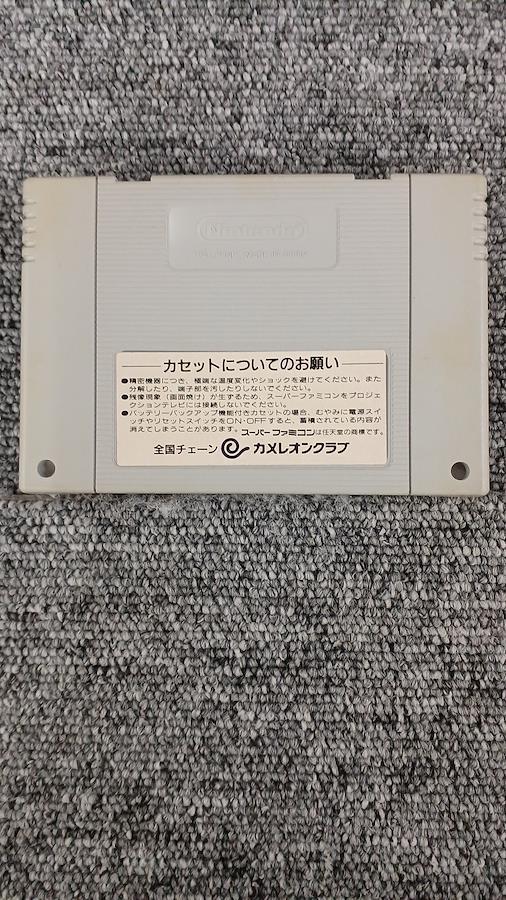 Nintendo
カセットについてのお願い
●精密機器につき、極端な温度変化やショックを避けてください。また
分解したり、端子部を汚したりしないでください。
●残像現象（画面焼け）が生ずるため、スーパーファミコンをプロジェ
クションテレビには接続しないでください。
●バッテリーバックアップ機能付きカセットの場合、むやみに電源スイ
ッチやリセットスイッチをON・OFFすると、蓄積されている内容が
消えてしまうことがあります。スーパーファミコンは任天堂の商標です。
全国チェーン カメレオンクラブ